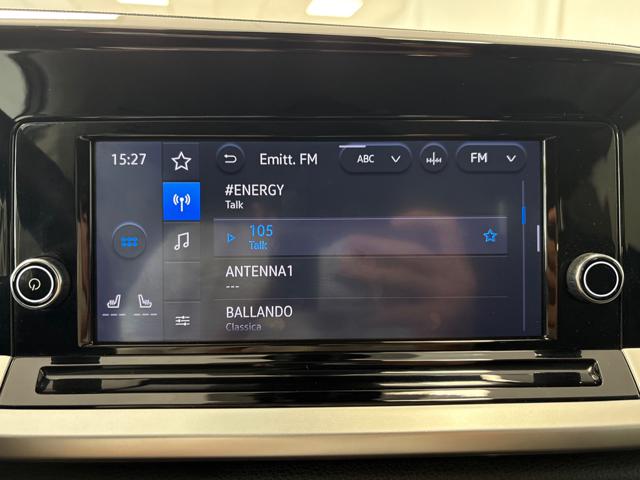 15:27
Emitt. FM
ABC
FM
#ENERGY
Talk
105
Talk
ANTENNA1
---
BALLANDO
Classica
--- ---